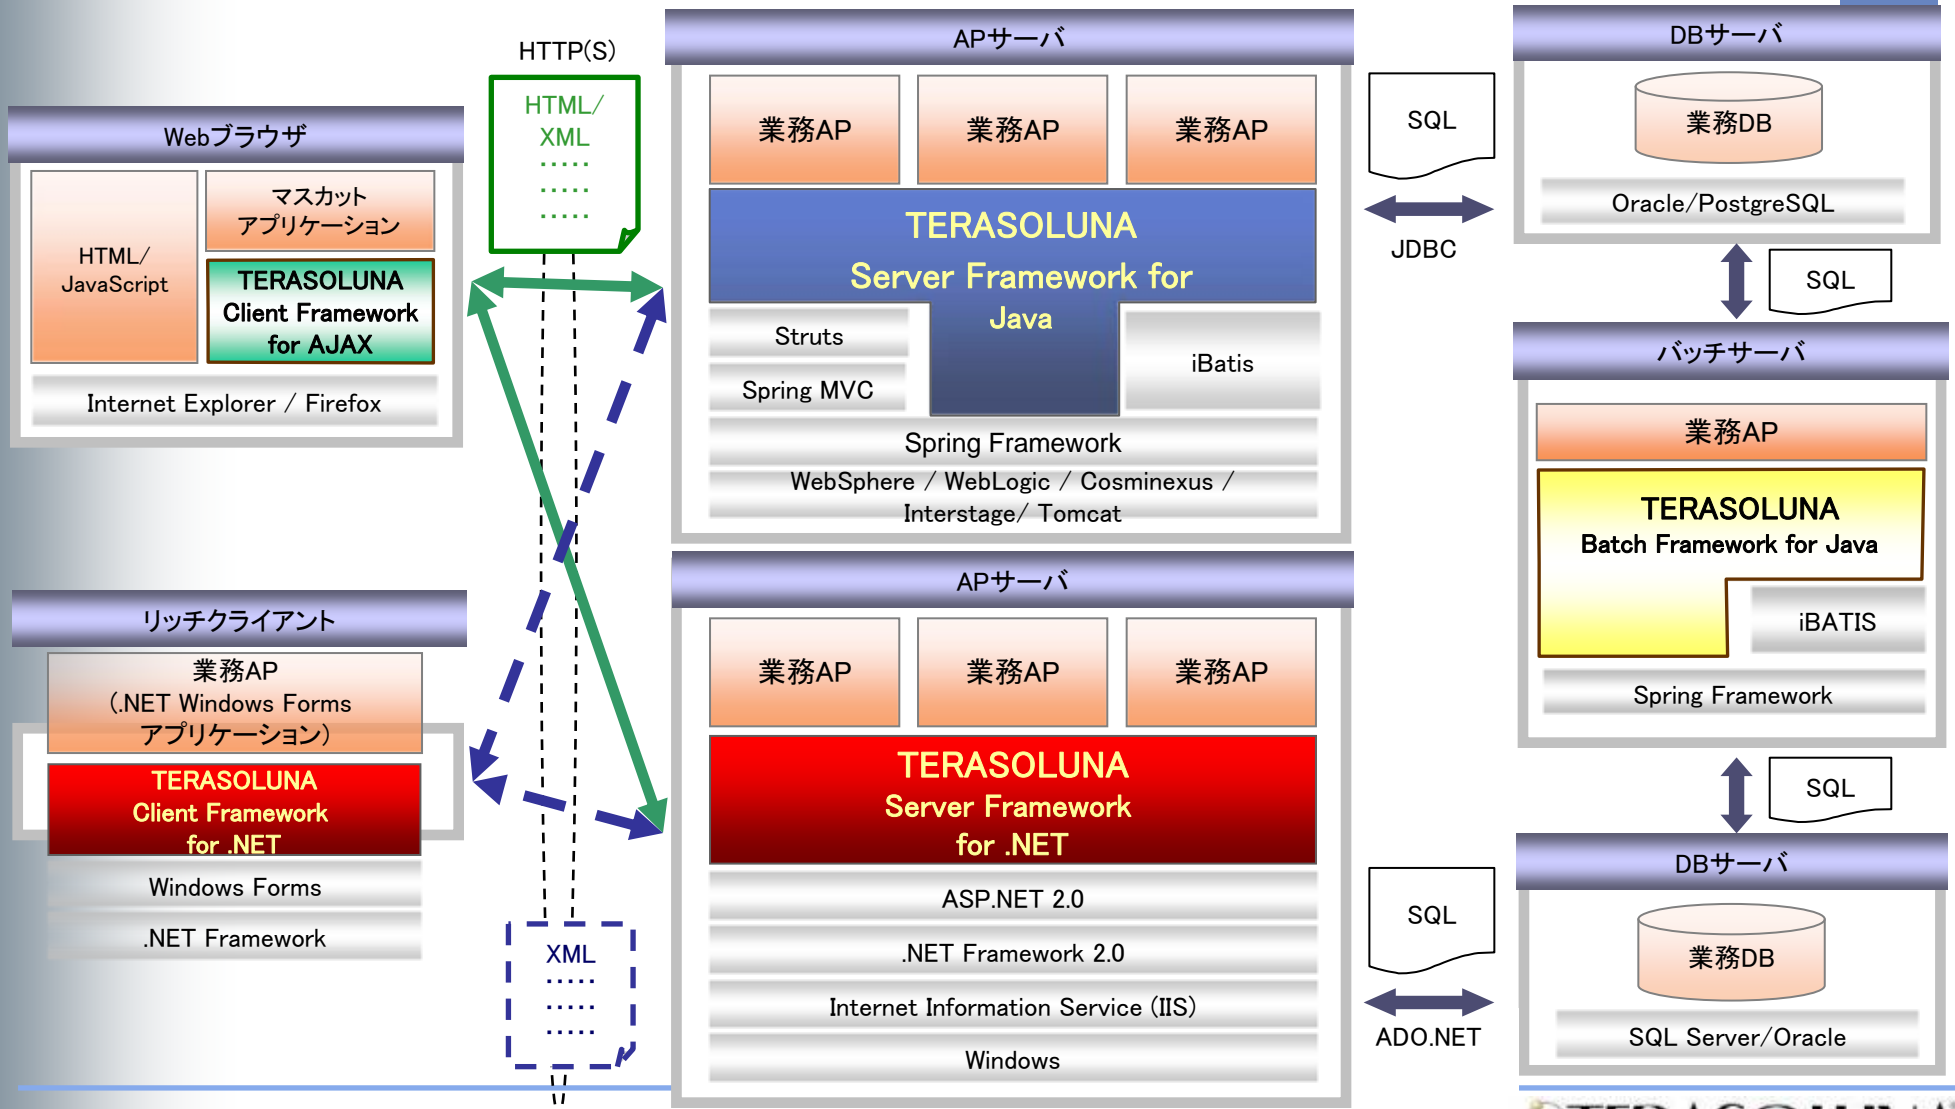 Webブラウザ
HTML/
JavaScript
マスカット
アプリケーション
TERASOLUNA
Client Framework
for AJAX
Internet Explorer / Firefox
リッチクライアント
業務AP
(.NET Windows Forms
アプリケーション)
TERASOLUNA
Client Framework
for .NET
Windows Forms
.NET Framework
HTTP(S)
HTML/
XML
.....
.....
.....
XML
.....
.....
.....
APサーバ
業務AP
業務AP
業務AP
TERASOLUNA
Server Framework for
Java
Struts
Spring MVC
iBatis
Spring Framework
WebSphere / WebLogic / Cosminexus /
Interstage/ Tomcat
APサーバ
業務AP
業務AP
業務AP
TERASOLUNA
Server Framework
for .NET
ASP.NET 2.0
.NET Framework 2.0
Internet Information Service (IIS)
Windows
SQL
JDBC
SQL
ADO.NET
DBサーバ
業務DB
Oracle/PostgreSQL
SQL
バッチサーバ
業務AP
TERASOLUNA
Batch Framework for Java
iBATIS
Spring Framework
SQL
DBサーバ
業務DB
SQL Server/Oracle